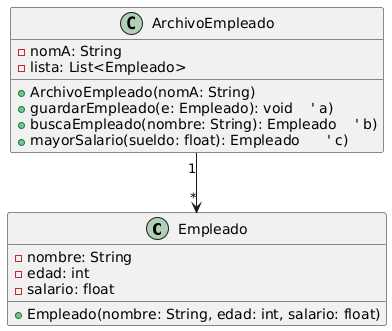 C ArchivoEmpleado
nomA: String
lista: List<Empleado>
ArchivoEmpleado(nomA: String)
guardarEmpleado(e: Empleado): void    ' a)
buscaEmpleado(nombre: String): Empleado    ' b)
mayorSalario(sueldo: float): Empleado      ' c)
1
*
C Empleado
nombre: String
edad: int
salario: float
Empleado(nombre: String, edad: int, salario: float)